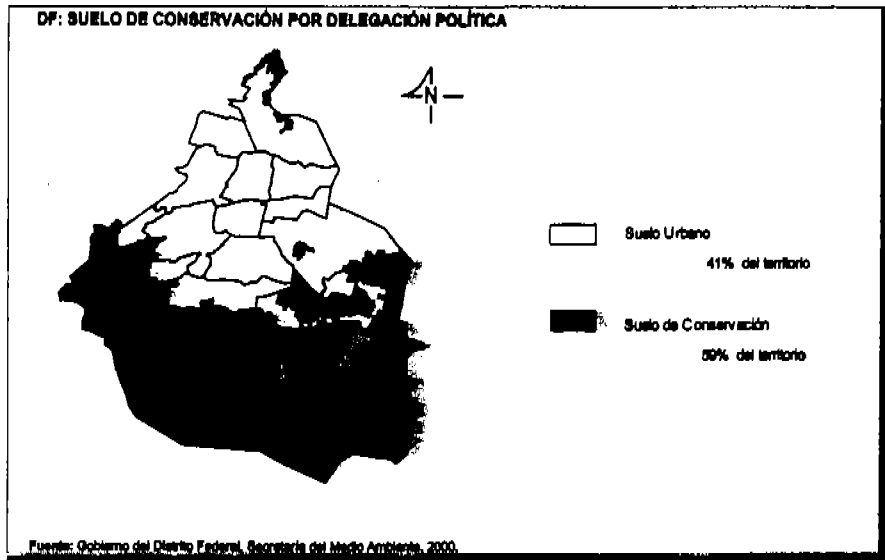 DF: SUELO DE CONSERVACIÓN POR DELEGACIÓN POLÍTICA
N
Suelo Urbano
41% del territorio
Suelo de Conservación
59% del territorio
Fuente: Gobierno del Distrito Federal, Secretaría del Medio Ambiente, 2000.